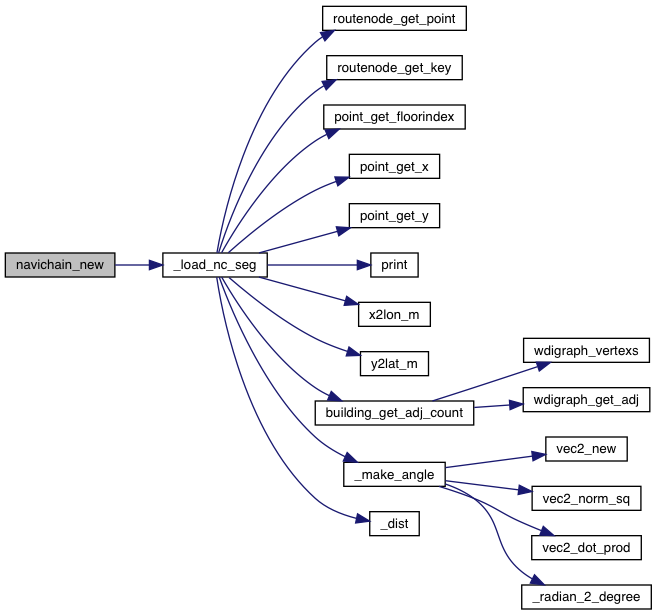 routenode_get_point
routenode_get_key
point_get_floorindex
point_get_x
point_get_y
navichain_new
_load_nc_seg
print
x2lon_m
y2lat_m
wdigraph_vertexs
wdigraph_get_adj
building_get_adj_count
vec2_new
_make_angle
vec2_norm_sq
_dist
vec2_dot_prod
_radian_2_degree